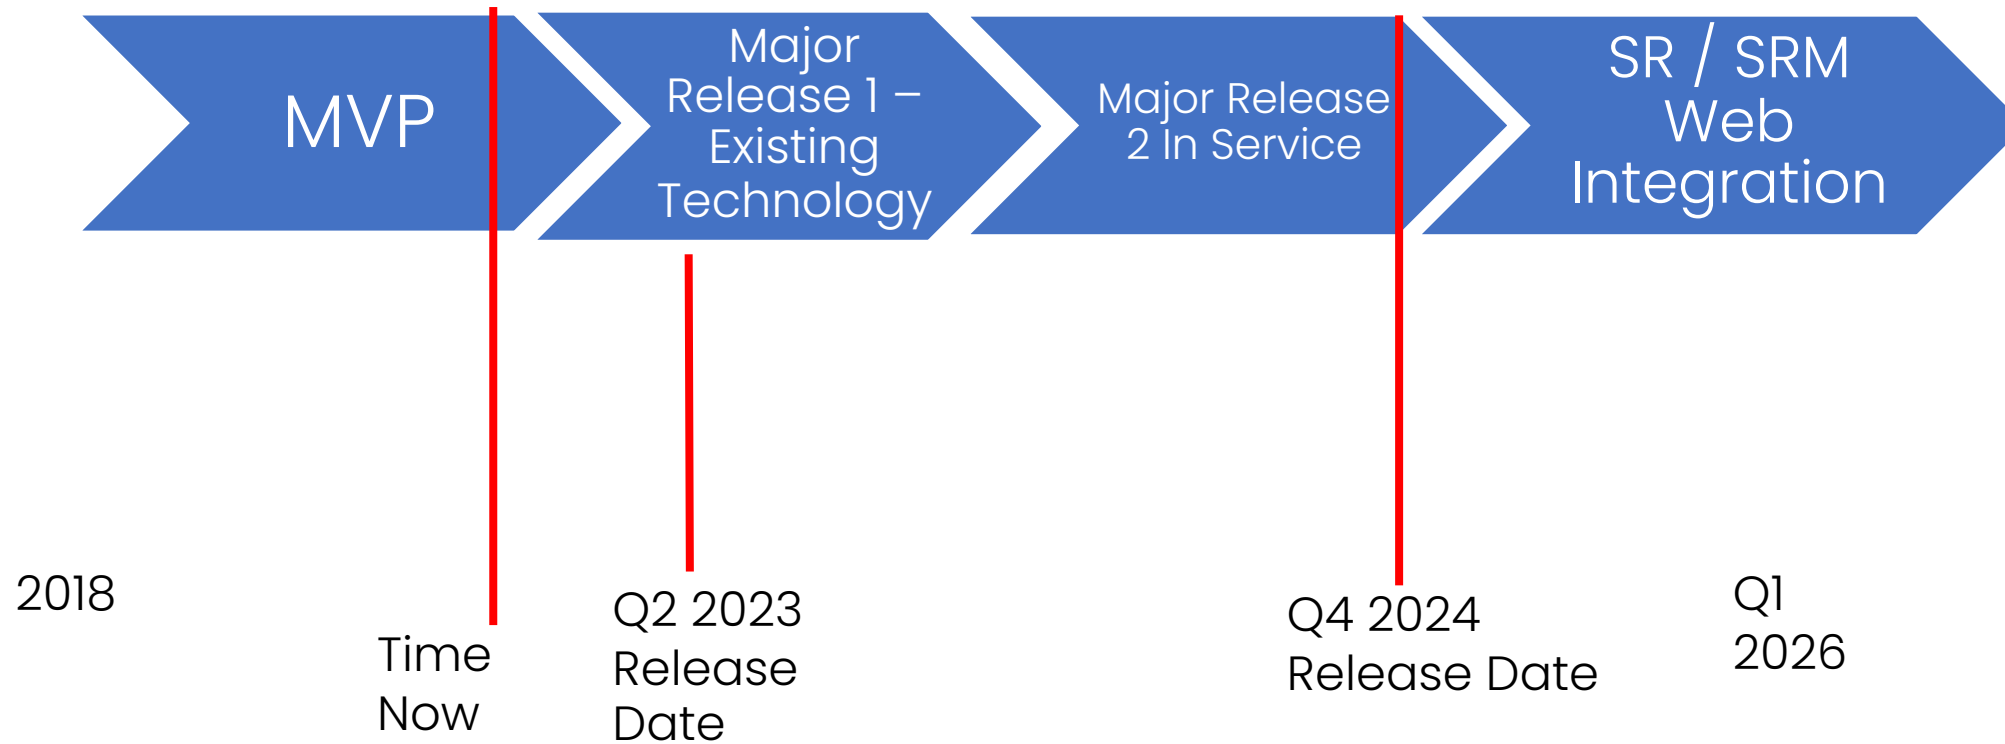 MVP
Major
Release 1 –
Existing
Technology
Major Release
2 In Service
SR / SRM
Web
Integration
2018
Time
Now
Q2 2023
Release
Date
Q4 2024
Release Date
Q1
2026